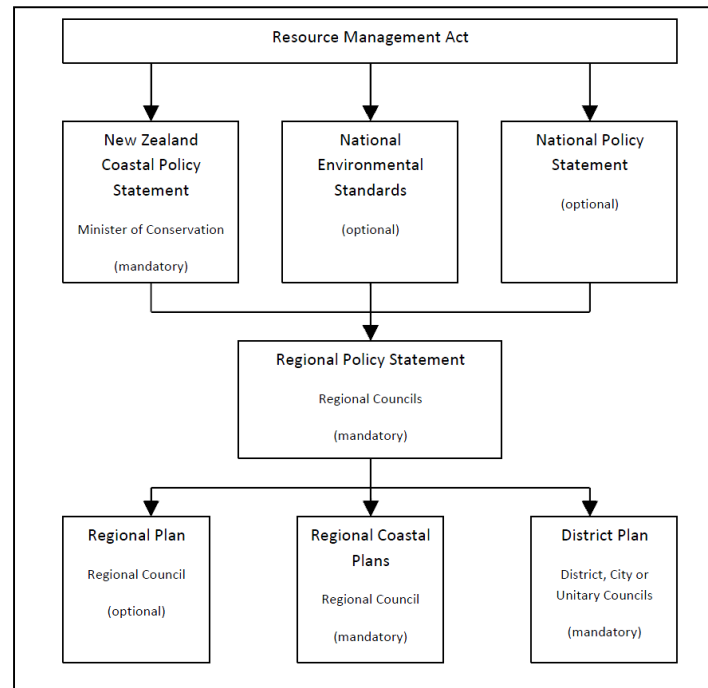 Resource Management Act
New Zealand
Coastal Policy
Statement
Minister of Conservation
(mandatory)
National
Environmental
Standards
(optional)
National Policy
Statement
(optional)
Regional Policy Statement
Regional Councils
(mandatory)
Regional Plan
Regional Council
(optional)
Regional Coastal
Plans
Regional Council
(mandatory)
District Plan
District, City or
Unitary Councils
(mandatory)